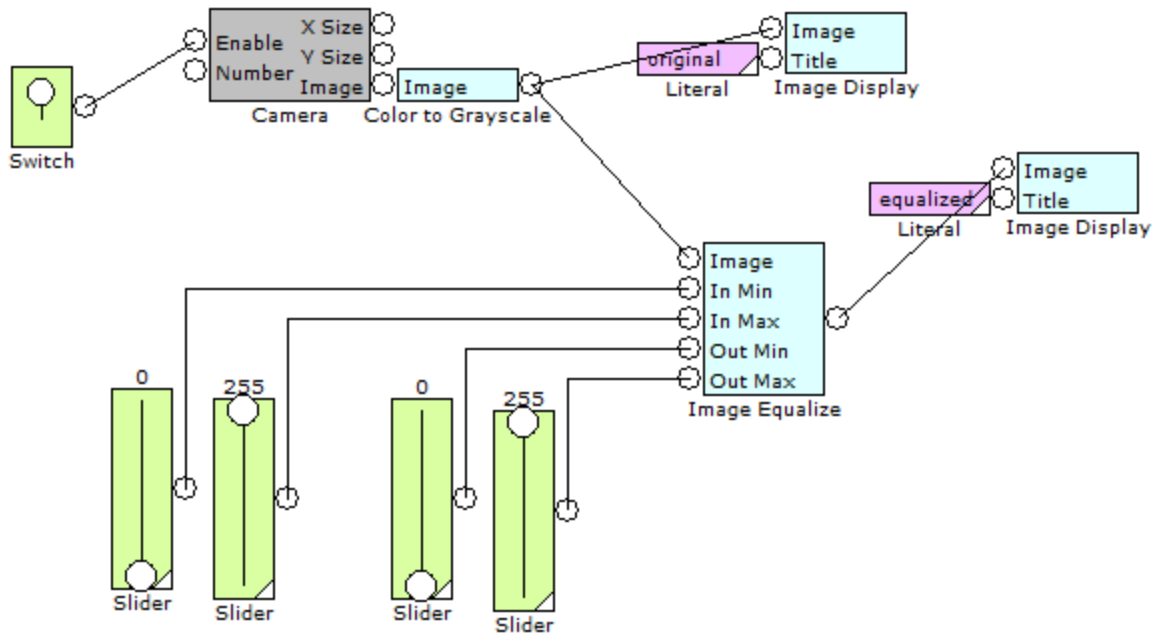 X Size
Enable
Y Size
Number
Image
Camera
Switch
Image
Color to Grayscale
original
Literal
Image
Title
Image Display
equalized
Literal
Image
Title
Image Display
Image
In Min
In Max
Out Min
Out Max
Image Equalize
0
Slider
255
Slider
0
Slider
255
Slider